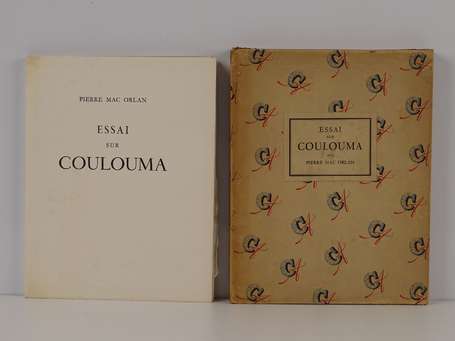 PIERRE MAC ORLAN
ESSAI
SUR
COULOUMA
ESSAI
SUR
COULOUMA
PAR
PIERRE MAC ORLAN